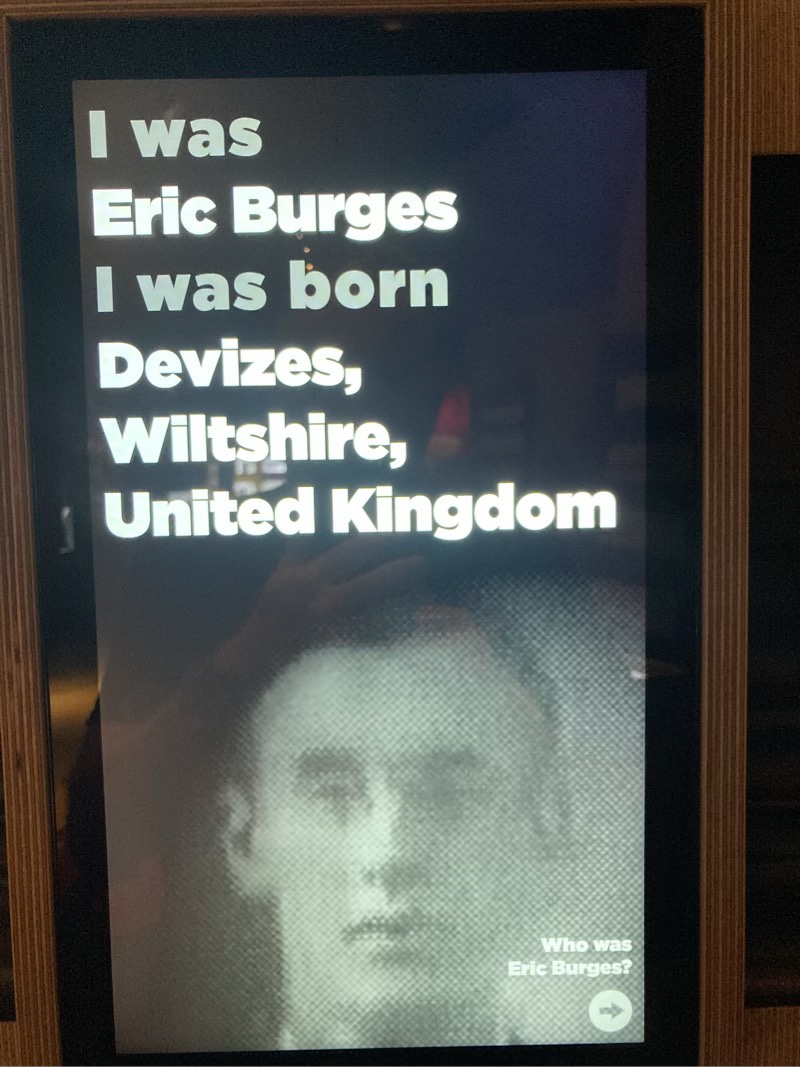 I was
Eric Burges
I was born
Devizes,
Wiltshire,
United Kingdom
Who was
Eric Burges?